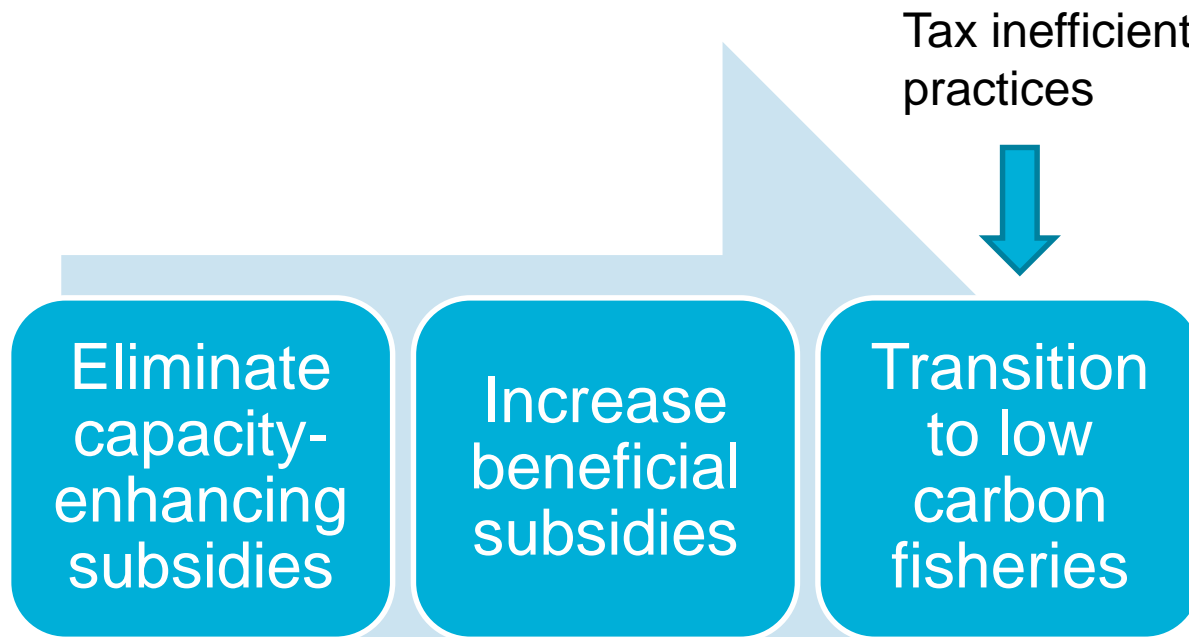 Tax inefficient
practices
Eliminate
capacity-
enhancing
subsidies
Increase
beneficial
subsidies
Transition
to low
carbon
fisheries